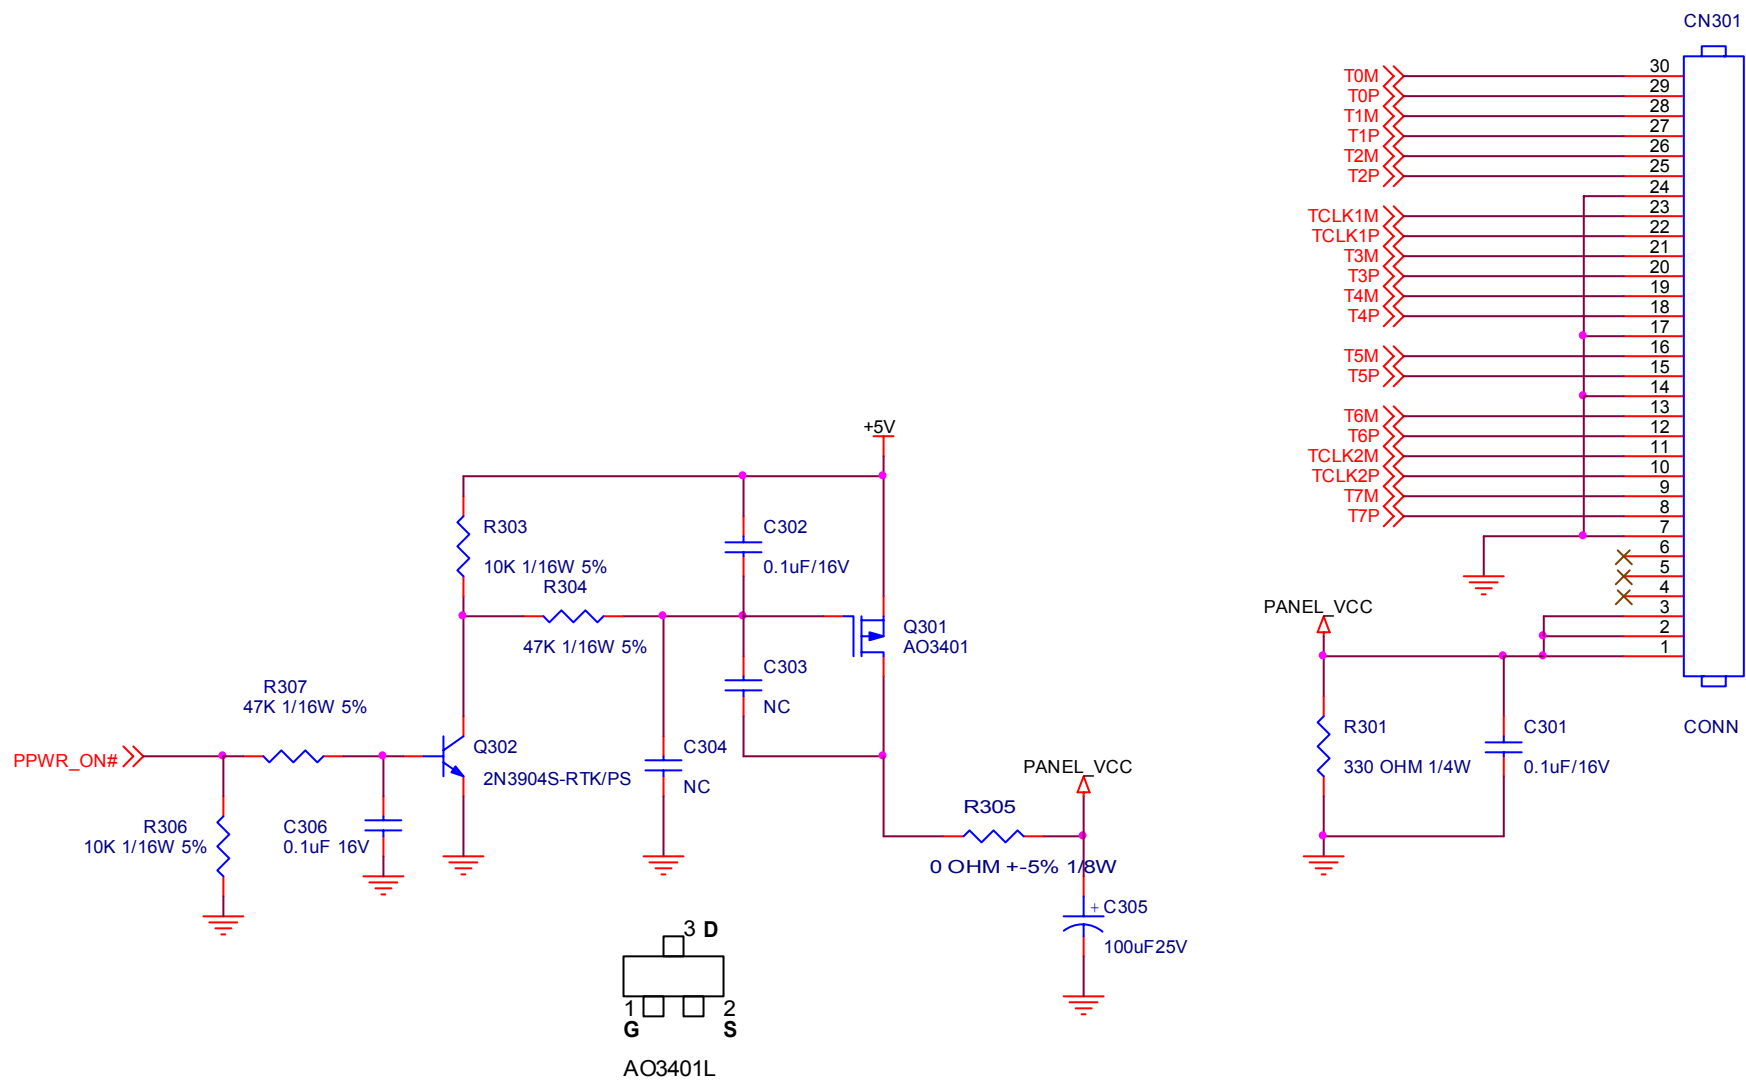 CN301
T0M
30
T0P
29
T1M
28
T1P
27
T2M
26
T2P
25
24
TCLK1M
23
TCLK1P
22
T3M
21
T3P
20
T4M
19
T4P
18
17
T5M
16
T5P
15
14
T6M
13
T6P
12
TCLK2M
11
TCLK2P
10
T7M
9
T7P
8
7
6
5
4
3
2
1
PANEL_VCC
R301
330 OHM 1/4W
C301
0.1uF/16V
CONN
+5V
R303
10K 1/16W 5%
C302
0.1uF/16V
R304
47K 1/16W 5%
Q301
AO3401
C303
NC
R307
47K 1/16W 5%
PPWR_ON#
Q302
2N3904S-RTK/PS
C304
NC
R306
10K 1/16W 5%
C306
0.1uF 16V
PANEL_VCC
R305
0 OHM +-5% 1/8W
+ C305
100uF25V
3 D
1 2
G S
AO3401L